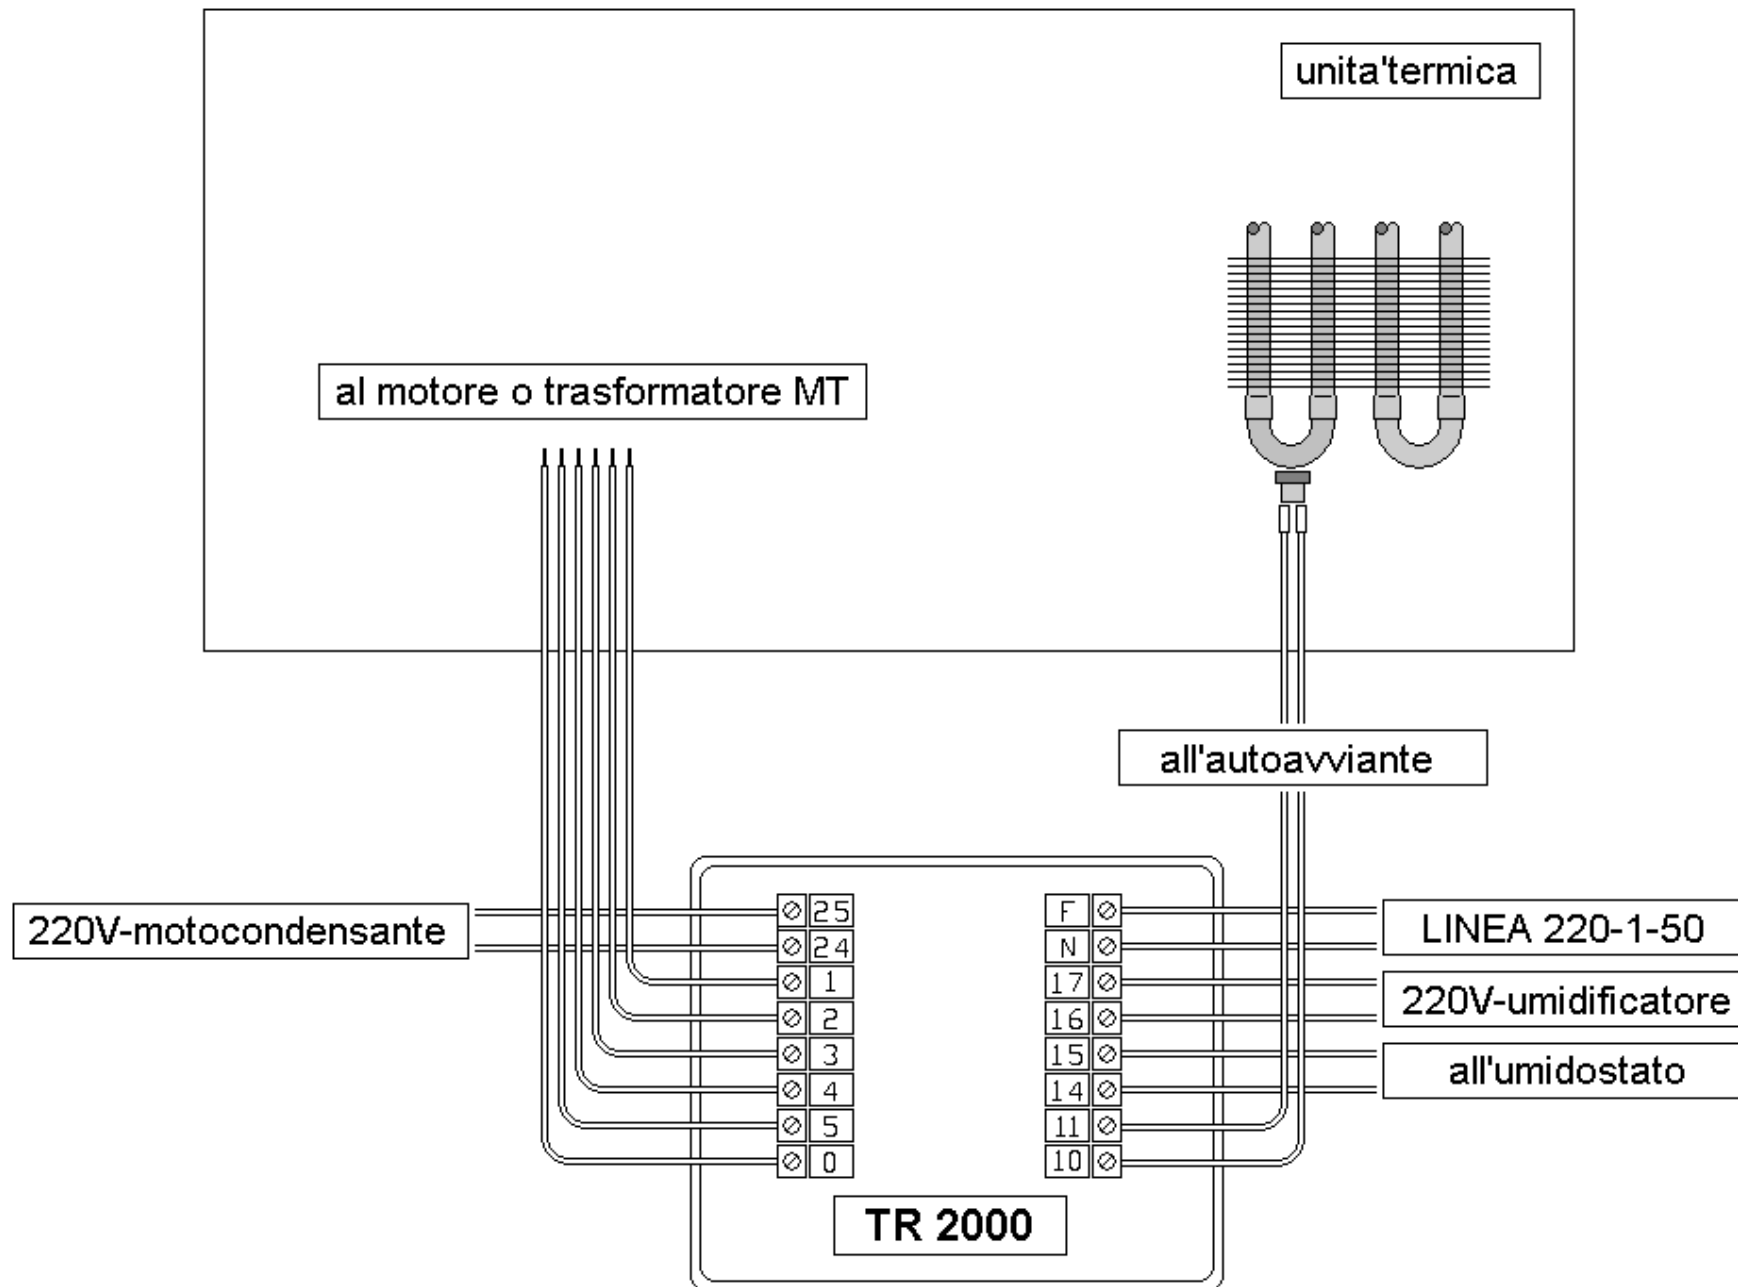 unita'termica
al motore o trasformatore MT
all'autoavviante
220V-motocondensante
25
24
1
2
3
4
5
0
F
N
17
16
15
14
11
10
LINEA 220-1-50
220V-umidificatore
all'umidostato
TR 2000